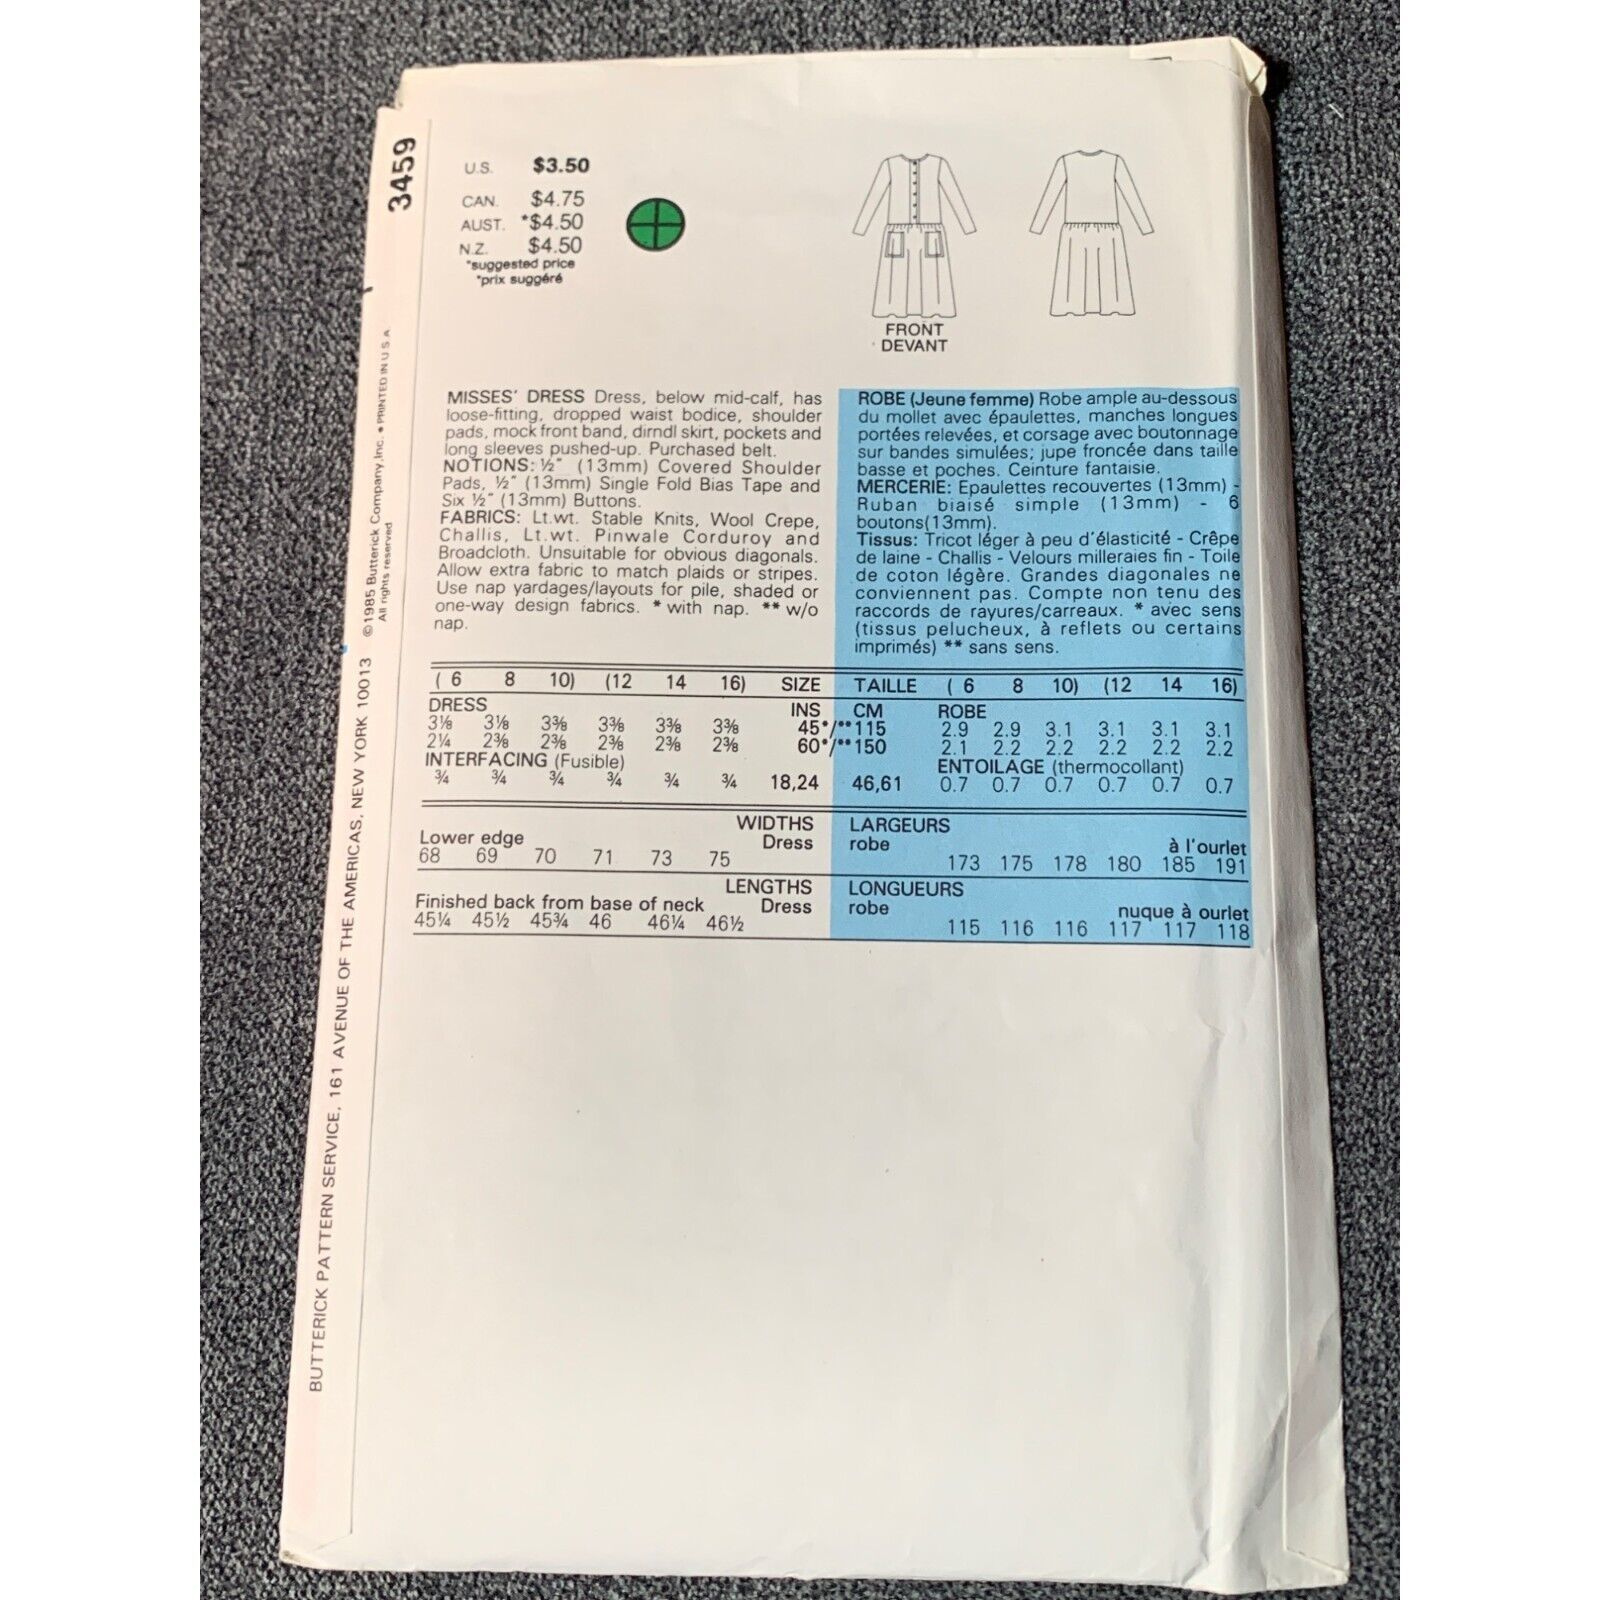 3459
U.S. $3.50
CAN. $4.75
AUST. *$4.50
N.Z. $4.50
*suggested price
*prix suggéré
FRONT
DEVANT
MISSES' DRESS Dress, below mid-calf, has
loose-fitting, dropped waist bodice, shoulder
pads, mock front band, dirndl skirt, pockets and
long sleeves pushed-up. Purchased belt.
NOTIONS: ½" (13mm) Covered Shoulder
Pads, ½" (13mm) Single Fold Bias Tape and
Six ½" (13mm) Buttons.
FABRICS: Lt.wt. Stable Knits, Wool Crepe,
Challis, Lt.wt. Pinwale Corduroy and
Broadcloth. Unsuitable for obvious diagonals.
Allow extra fabric to match plaids or stripes.
Use nap yardages/layouts for pile, shaded or
one-way design fabrics. * with nap. ** w/o
nap.
ROBE (Jeune femme) Robe ample au-dessous
du mollet avec épaulettes, manches longues
portées relevées, et corsage avec boutonnage
sur bandes simulées; jupe froncée dans taille
basse et poches. Ceinture fantaisie.
MERCERIE: Epaulettes recouvertes (13mm) -
Ruban biaisé simple (13mm) - 6
boutons(13mm).
Tissus: Tricot léger à peu d'élasticité - Crêpe
de laine - Challis - Velours milleraies fin - Toile
de coton légère. Grandes diagonales ne
conviennent pas. Compte non tenu des
raccords de rayures/carreaux. * avec sens
(tissus pelucheux, à reflets ou certains
imprimés) ** sans sens.
( 6 8 10) (12 14 16) SIZE TAILLE ( 6 8 10) (12 14 16)
DRESS INS CM ROBE
3⅛ 3⅛ 3⅜ 3⅜ 3⅜ 3⅜ 45*/**115 2.9 2.9 3.1 3.1 3.1 3.1
2¼ 2⅜ 2⅜ 2⅜ 2⅜ 2⅜ 60*/**150 2.1 2.2 2.2 2.2 2.2 2.2
INTERFACING (Fusible) ENTOILAGE (thermocollant)
¾ ¾ ¾ ¾ ¾ ¾ 18,24 46,61 0.7 0.7 0.7 0.7 0.7 0.7
WIDTHS LARGEURS
Lower edge Dress robe à l'ourlet
68 69 70 71 73 75 173 175 178 180 185 191
LENGTHS LONGUEURS
Finished back from base of neck Dress robe nuque à ourlet
45¼ 45½ 45¾ 46 46¼ 46½ 115 116 116 117 117 118
BUTTERICK PATTERN SERVICE, 161 AVENUE OF THE AMERICAS, NEW YORK 10013 ©1985 Butterick Company, Inc. • PRINTED IN U S A
All rights reserved